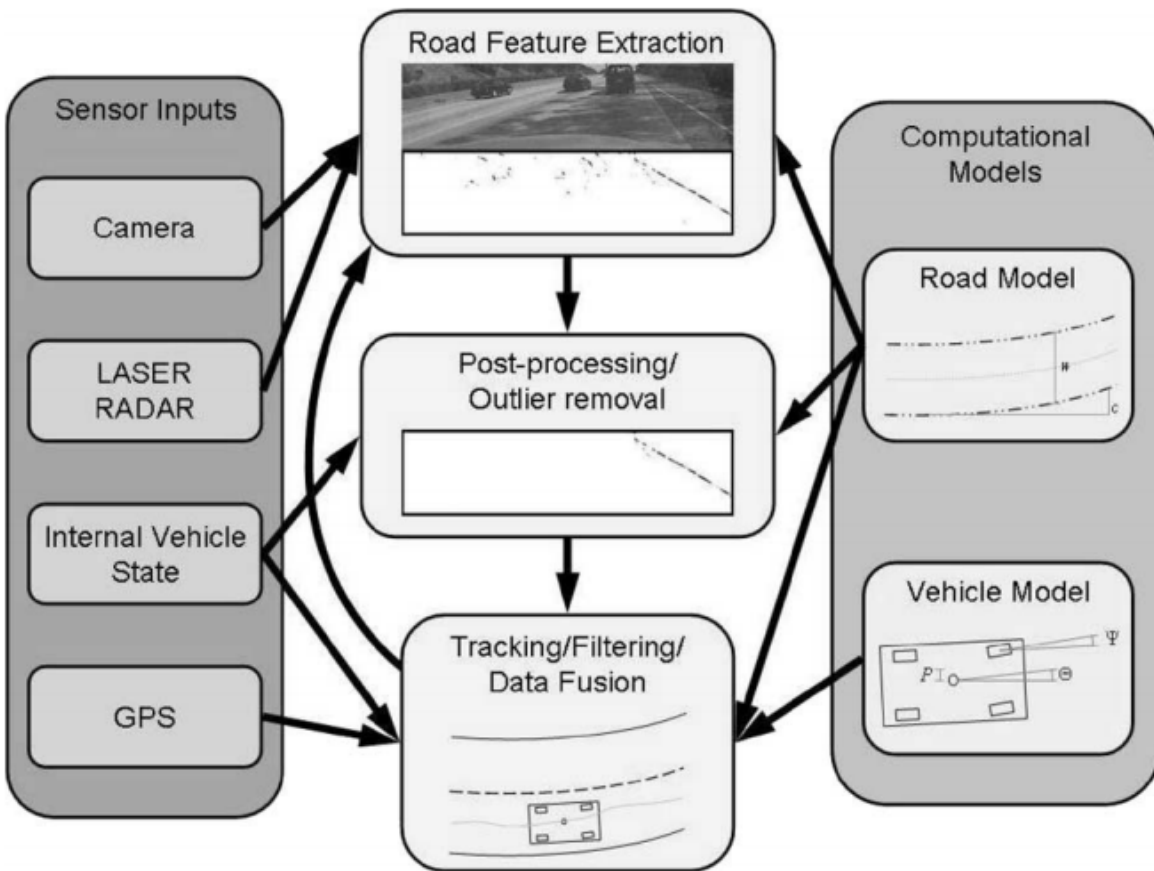 Sensor Inputs
Camera
LASER
RADAR
Internal Vehicle
State
GPS
Road Feature Extraction
Post-processing/
Outlier removal
Tracking/Filtering/
Data Fusion
Computational
Models
Road Model
W
C
Vehicle Model
Ψ
P
Θ